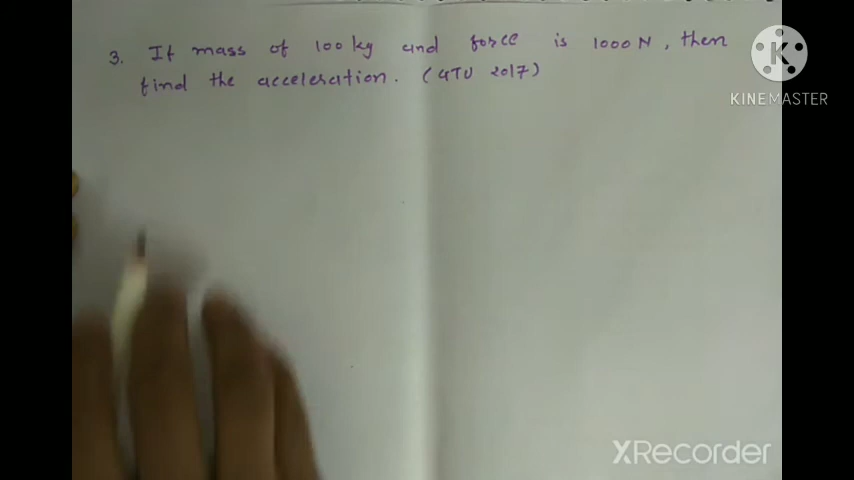 3. If mass of 100 kg and force is 1000 N, then
find the acceleration. (GTU 2017)
KINEMASTER
XRecorder